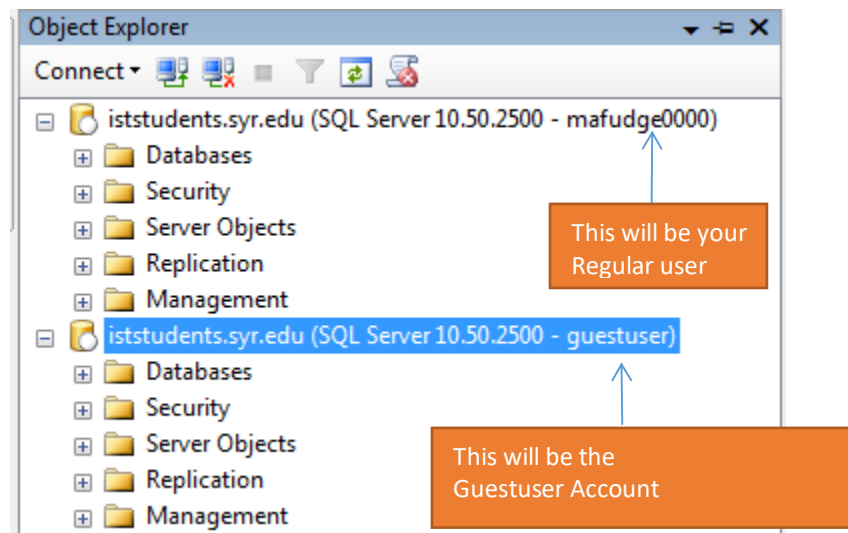 Object Explorer
Connect
iststudents.syr.edu (SQL Server 10.50.2500 - mafudge0000)
Databases
Security
Server Objects
Replication
Management
This will be your
Regular user
iststudents.syr.edu (SQL Server 10.50.2500 - guestuser)
Databases
Security
Server Objects
Replication
Management
This will be the
Guestuser Account